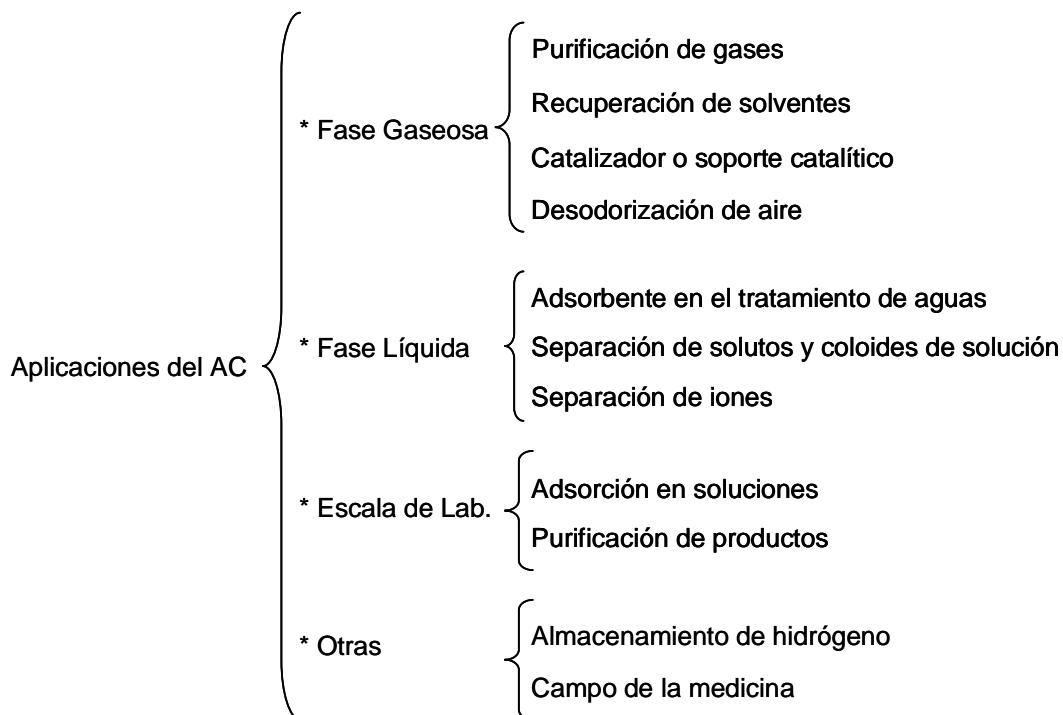 Aplicaciones del AC
* Fase Gaseosa
Purificación de gases
Recuperación de solventes
Catalizador o soporte catalítico
Desodorización de aire
* Fase Líquida
Adsorbente en el tratamiento de aguas
Separación de solutos y coloides de solución
Separación de iones
* Escala de Lab.
Adsorción en soluciones
Purificación de productos
* Otras
Almacenamiento de hidrógeno
Campo de la medicina